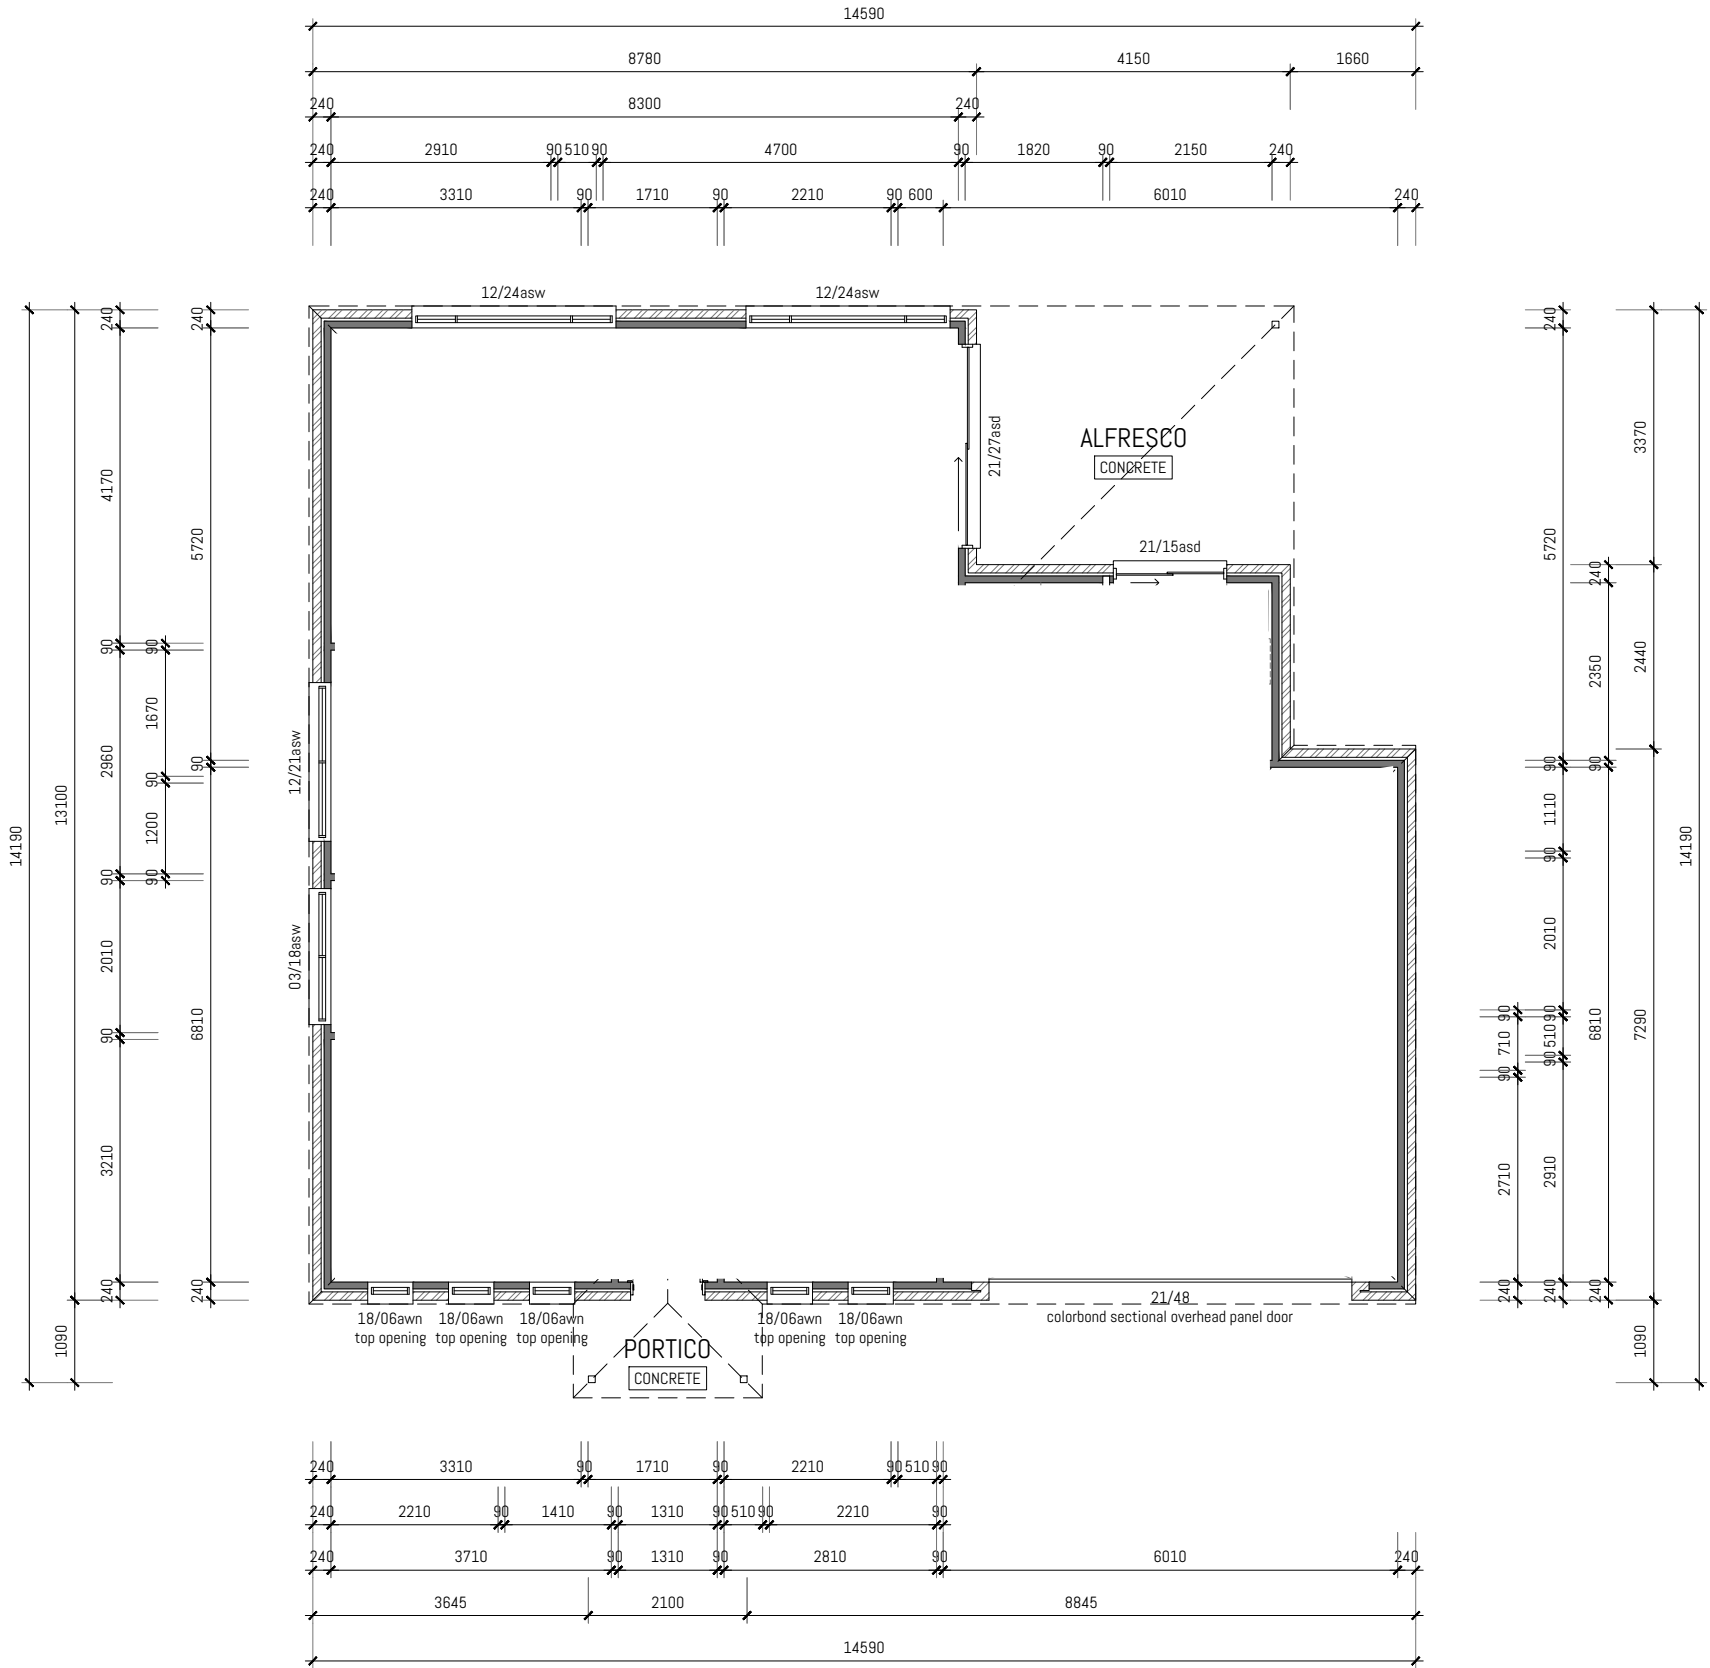 14590
8780 4150 1660
240 8300 240
240 2910 90 510 90 4700 90 1820 90 2150 240
240 3310 90 1710 90 2210 90 600 6010 240
12/24asw 12/24asw
21/27asd
ALFRESCO
CONCRETE
21/15asd
12/21asw
03/18asw
14190
13100
1090
240
4170
90
2960
90
2010
90
3210
240
90
1670
90
1200
90
240
5720
90
6810
240
90
710
90
2710
240
240
5720
90
1110
90
2010
90
510
90
2910
240
240
2350
90
6810
240
3370
2440
7290
1090
14190
21/48
colorbond sectional overhead panel door
18/06awn 18/06awn 18/06awn 18/06awn 18/06awn
top opening top opening top opening top opening top opening
PORTICO
CONCRETE
240 3310 90 1710 90 2210 90 510 90
240 2210 90 1410 90 1310 90 510 90 2210 90
240 3710 90 1310 90 2810 90 6010 240
3645 2100 8845
14590